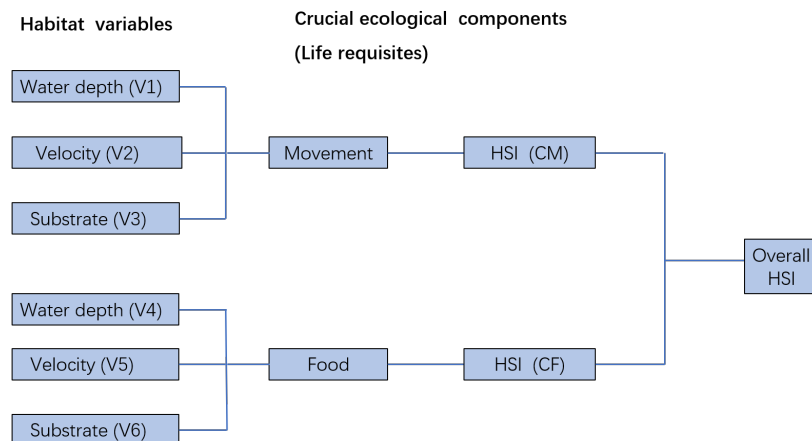 Habitat variables
Crucial ecological components
(Life requisites)
Water depth (V1)
Velocity (V2)
Movement
HSI (CM)
Substrate (V3)
Overall
HSI
Water depth (V4)
Velocity (V5)
Food
HSI (CF)
Substrate (V6)